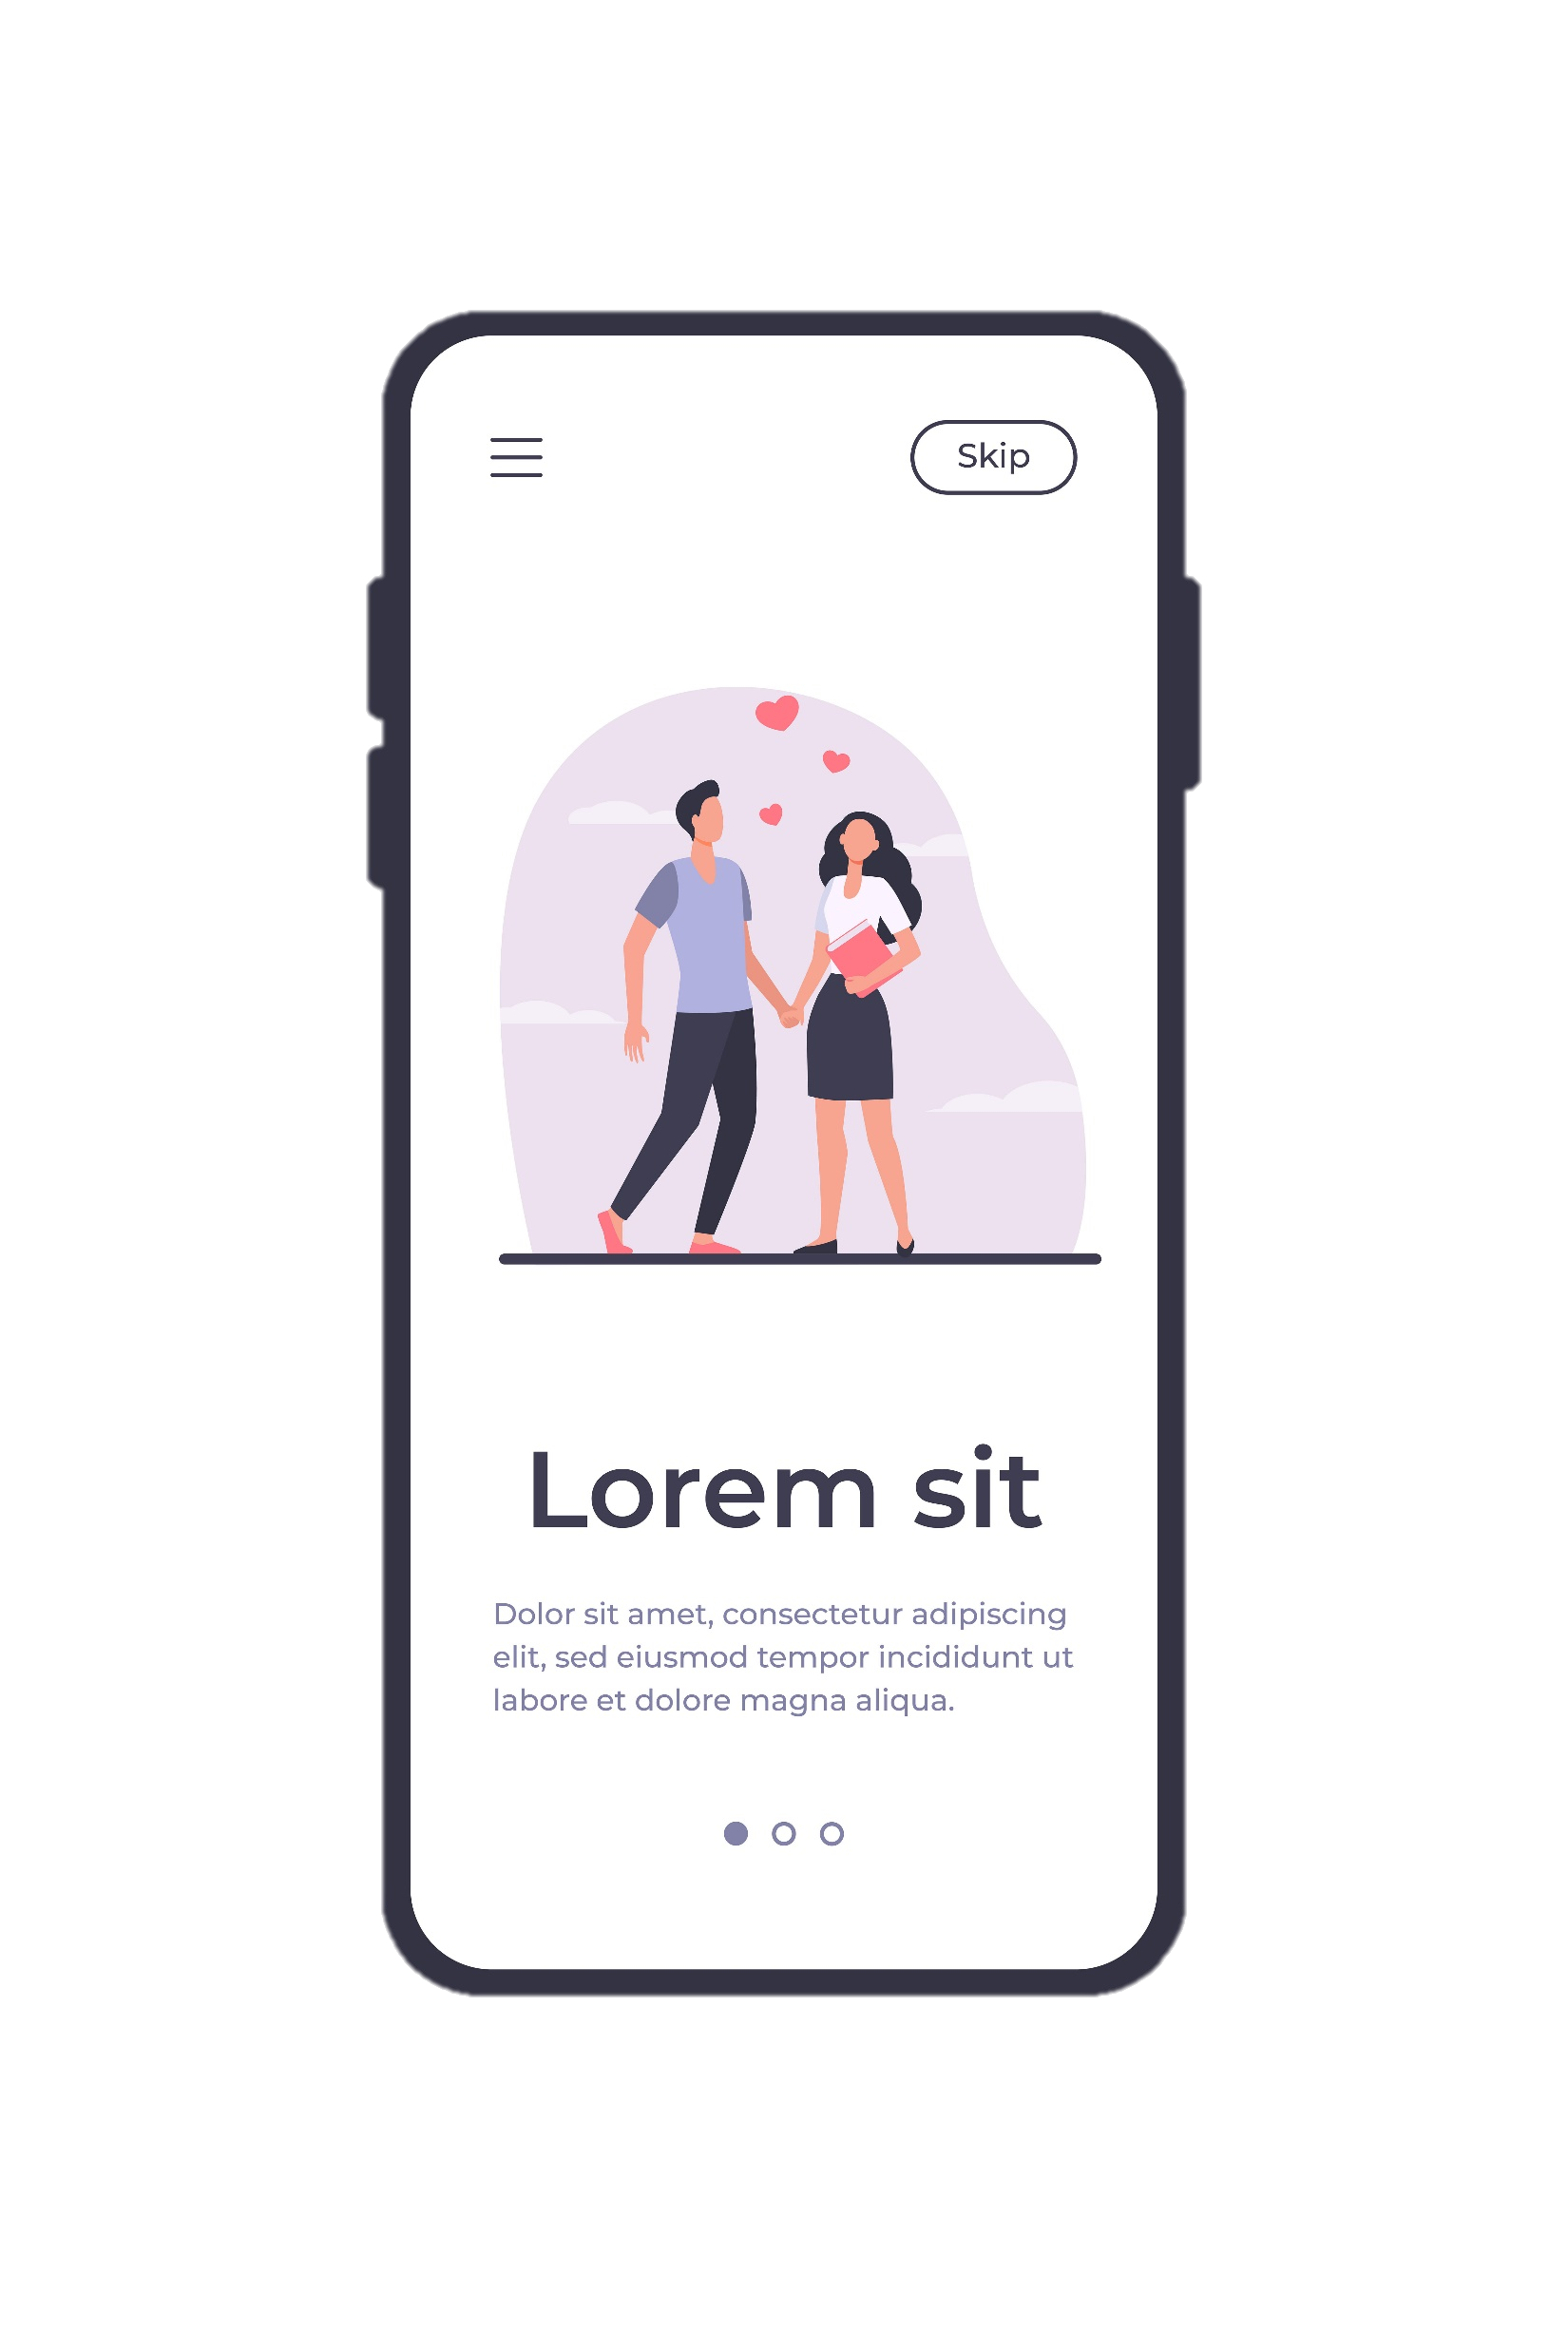 Skip
Lorem sit
Dolor sit amet, consectetur adipiscing
elit, sed eiusmod tempor incididunt ut
labore et dolore magna aliqua.